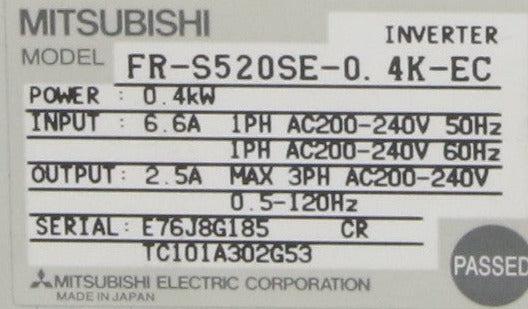 MITSUBISHI
INVERTER
MODEL FR-S520SE-0.4K-EC
POWER : 0.4kW
INPUT : 6.6A 1PH AC200-240V 50Hz
1PH AC200-240V 60Hz
OUTPUT: 2.5A MAX 3PH AC200-240V
0.5-120Hz
SERIAL: E76J8G185 CR
TC101A302G53
PASSED
MITSUBISHI ELECTRIC CORPORATION
MADE IN JAPAN